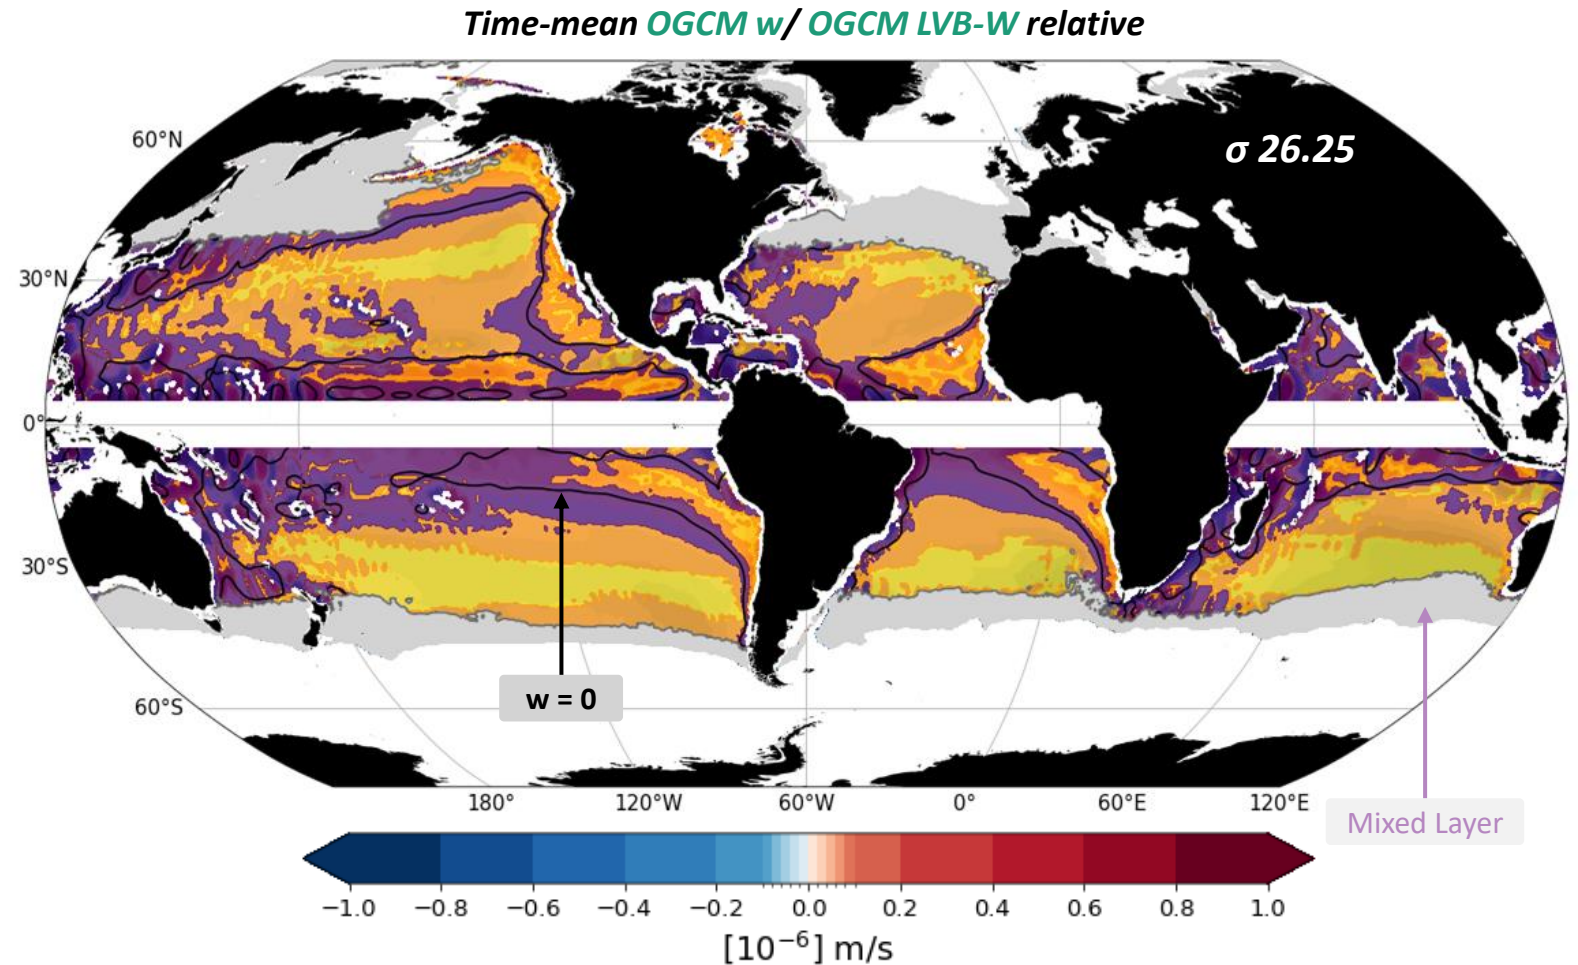 Time-mean OGCM w/ OGCM LVB-W relative
σ 26.25
60°N
30°N
0°
30°S
60°S
w = 0
180° 120°W 60°W 0° 60°E 120°E
Mixed Layer
−1.0 −0.8 −0.6 −0.4 −0.2 0.0 0.2 0.4 0.6 0.8 1.0
[10⁻⁶] m/s